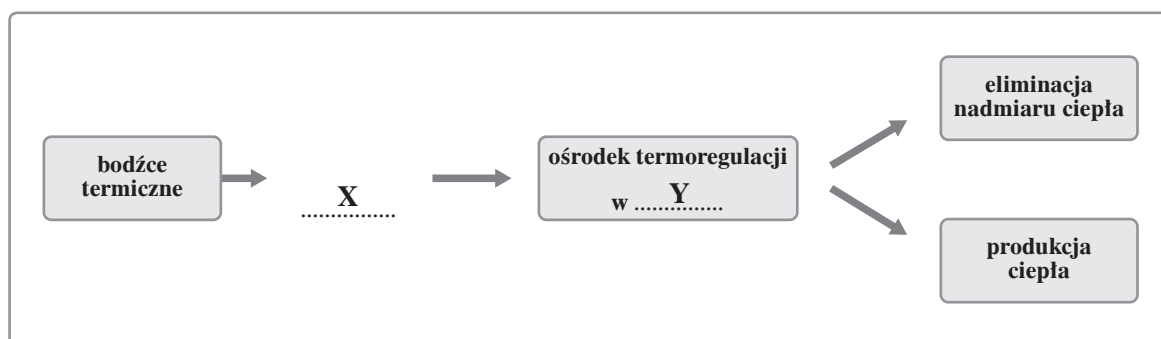 bodźce
termiczne
X
................
ośrodek termoregulacji
w ......Y........
eliminacja
nadmiaru ciepła
produkcja
ciepła